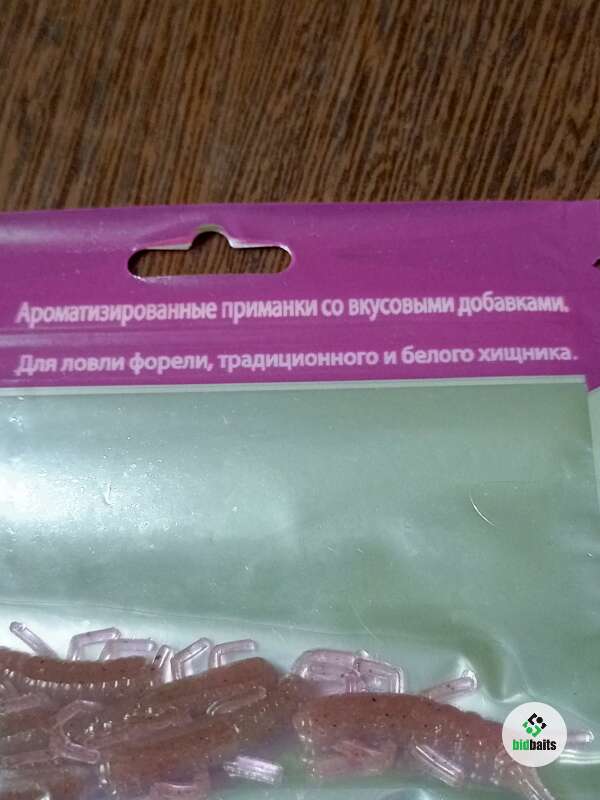 Ароматизированные приманки со вкусовыми добавками.
Для ловли форели, традиционного и белого хищника.
bidbaits